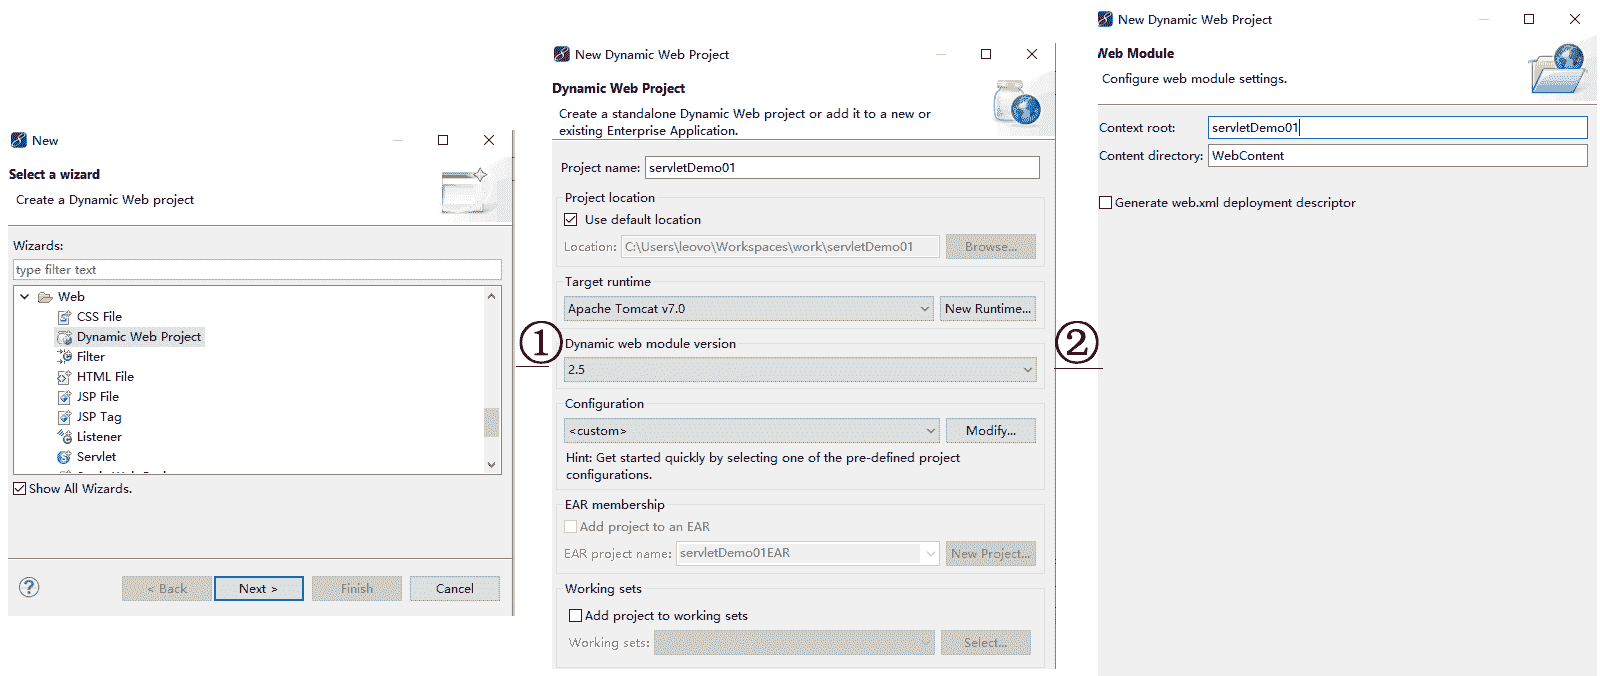 New
Select a wizard
Create a Dynamic Web project
Wizards:
type filter text
Web
CSS File
Dynamic Web Project
Filter
HTML File
JSP File
JSP Tag
Listener
Servlet
Show All Wizards.
< Back
Next >
Finish
Cancel
①
New Dynamic Web Project
Dynamic Web Project
Create a standalone Dynamic Web project or add it to a new or
existing Enterprise Application.
Project name: servletDemo01
Project location
Use default location
Location: C:\Users\leovo\Workspaces\work\servletDemo01 Browse...
Target runtime
Apache Tomcat v7.0 New Runtime...
Dynamic web module version
2.5
Configuration
<custom> Modify...
Hint: Get started quickly by selecting one of the pre-defined project
configurations.
EAR membership
Add project to an EAR
EAR project name: servletDemo01EAR New Project...
Working sets
Add project to working sets
Working sets: Select...
②
New Dynamic Web Project
Web Module
Configure web module settings.
Context root: servletDemo01
Content directory: WebContent
Generate web.xml deployment descriptor